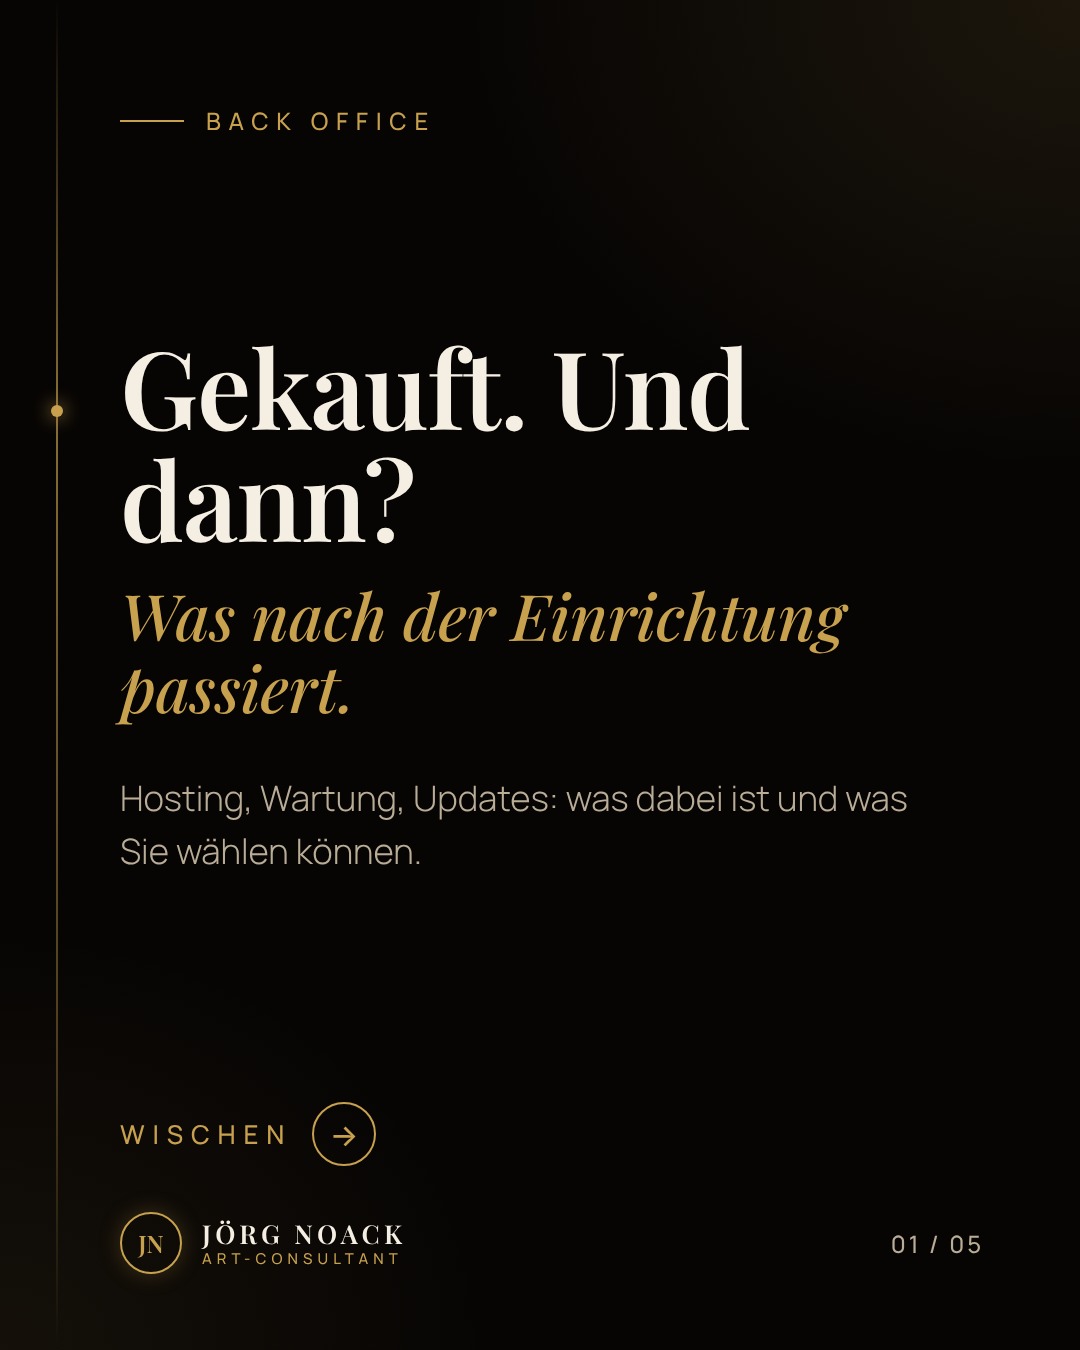 BACK OFFICE
Gekauft. Und
dann?
Was nach der Einrichtung
passiert.
Hosting, Wartung, Updates: was dabei ist und was
Sie wählen können.
WISCHEN →
JN
JÖRG NOACK
ART-CONSULTANT
01 / 05